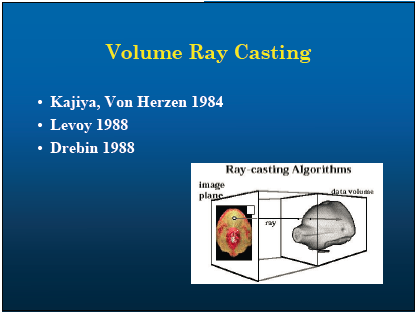 Volume Ray Casting
• Kajiya, Von Herzen 1984
• Levoy 1988
• Drebin 1988
Ray-casting Algorithms
image
plane
data volume
ray